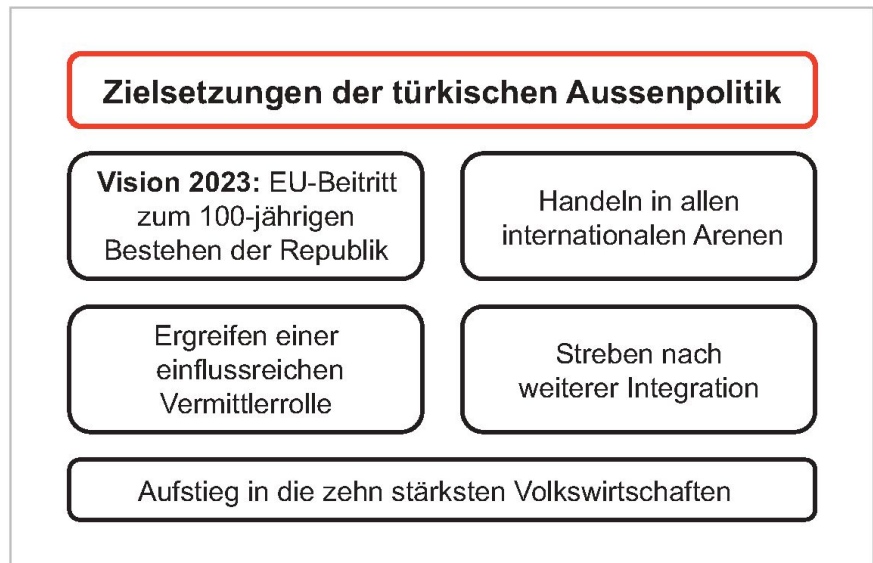 Zielsetzungen der türkischen Aussenpolitik
Vision 2023: EU-Beitritt
zum 100-jährigen
Bestehen der Republik
Handeln in allen
internationalen Arenen
Ergreifen einer
einflussreichen
Vermittlerrolle
Streben nach
weiterer Integration
Aufstieg in die zehn stärksten Volkswirtschaften